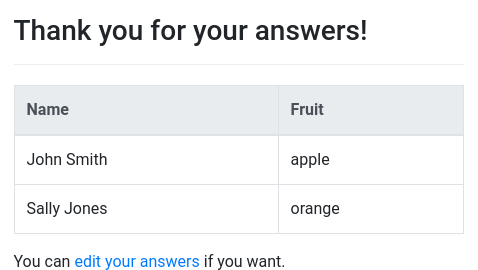 Thank you for your answers!
Name Fruit
John Smith apple
Sally Jones orange
You can edit your answers if you want.